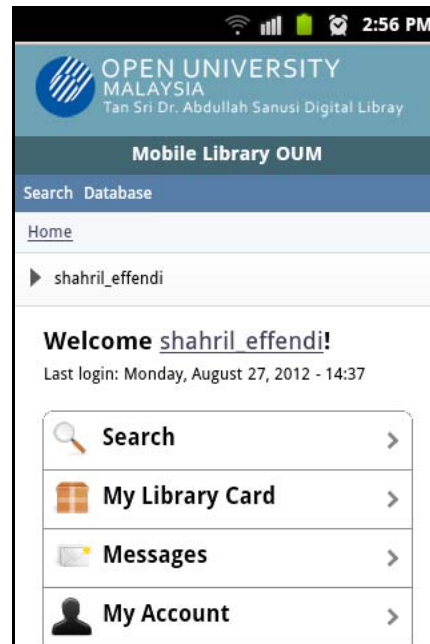 2:56 PM
OPEN UNIVERSITY
MALAYSIA
Tan Sri Dr. Abdullah Sanusi Digital Libray
Mobile Library OUM
Search Database
Home
shahril_effendi
Welcome shahril_effendi!
Last login: Monday, August 27, 2012 - 14:37
Search
My Library Card
Messages
My Account